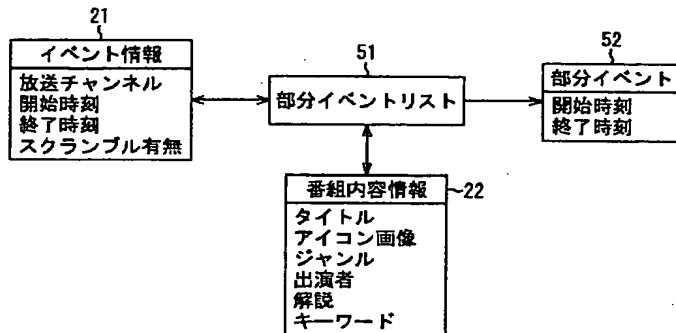 21
イベント情報
放送チャンネル
開始時刻
終了時刻
スクランブル有無
51
部分イベントリスト
52
部分イベント
開始時刻
終了時刻
番組内容情報
22
タイトル
アイコン画像
ジャンル
出演者
解説
キーワード